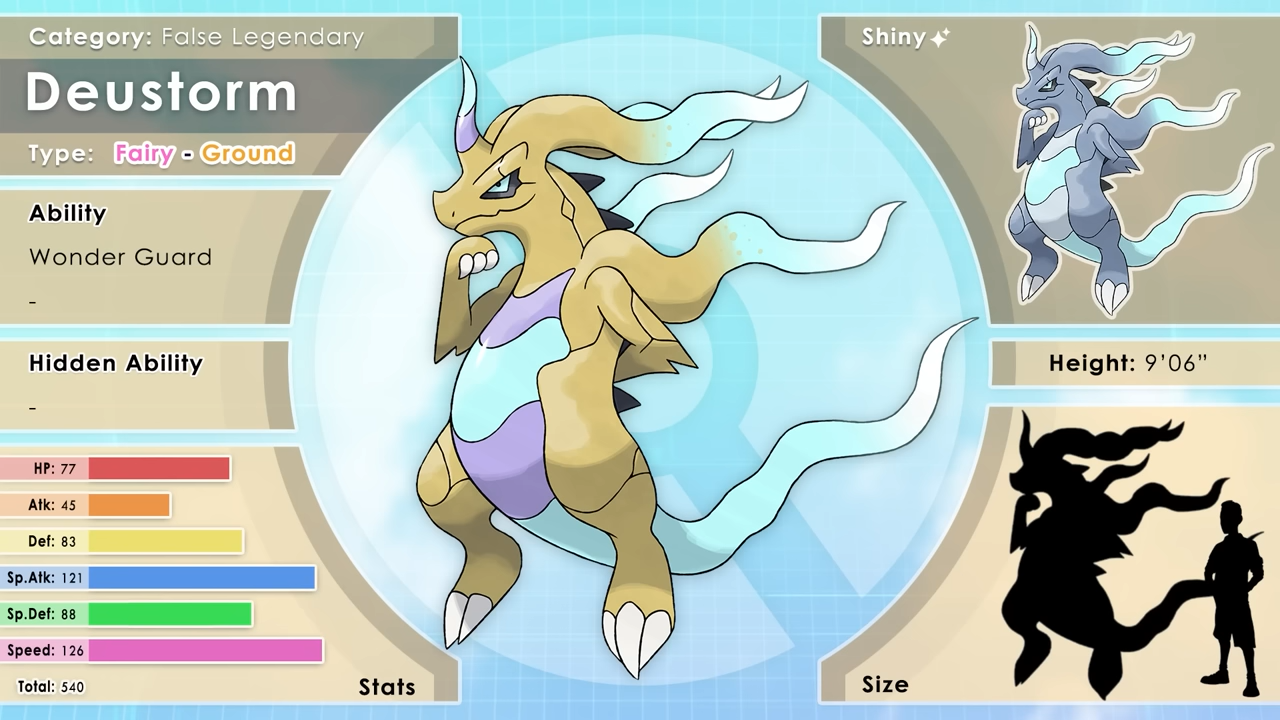 Category: False Legendary
Deustorm
Type: Fairy - Ground
Ability
Wonder Guard
-
Hidden Ability
-
HP: 77
Atk: 45
Def: 83
Sp.Atk: 121
Sp.Def: 88
Speed: 126
Total: 540
Stats
Shiny
Height: 9’06”
Size